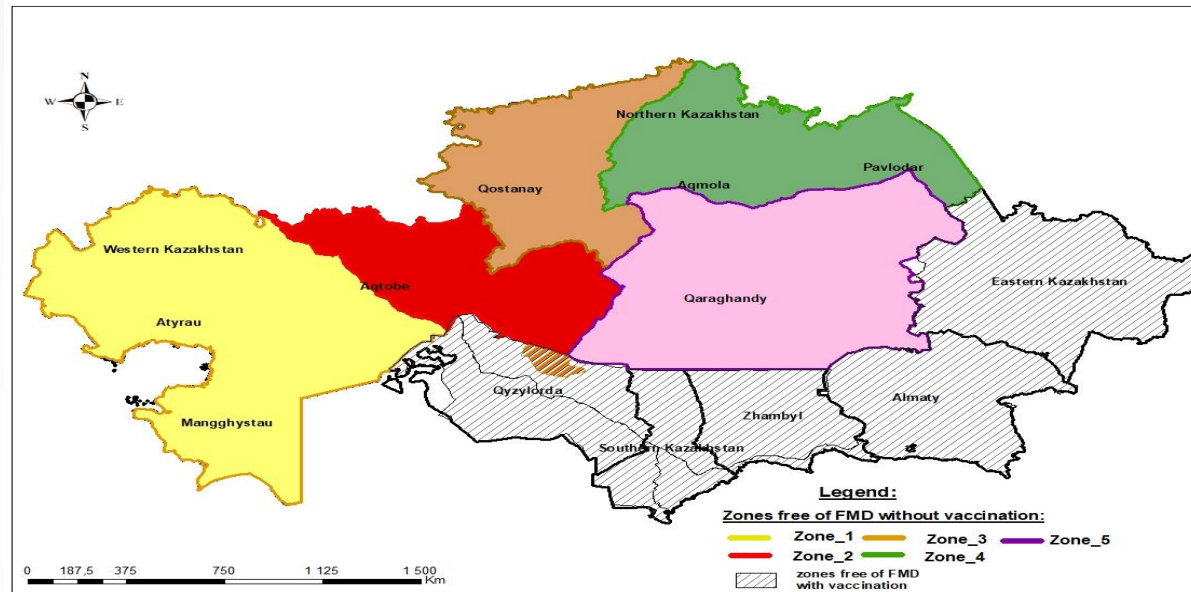 N
W E
S
Northern Kazakhstan
Qostanay
Aqmola
Pavlodar
Western Kazakhstan
Aqtobe
Qaraghandy
Eastern Kazakhstan
Atyrau
Qyzylorda
Zhambyl
Almaty
Mangghystau
Southern Kazakhstan
Legend:
Zones free of FMD without vaccination:
Zone_1 Zone_3 Zone_5
Zone_2 Zone_4
zones free of FMD
with vaccination
0 187,5 375 750 1 125 1 500
Km